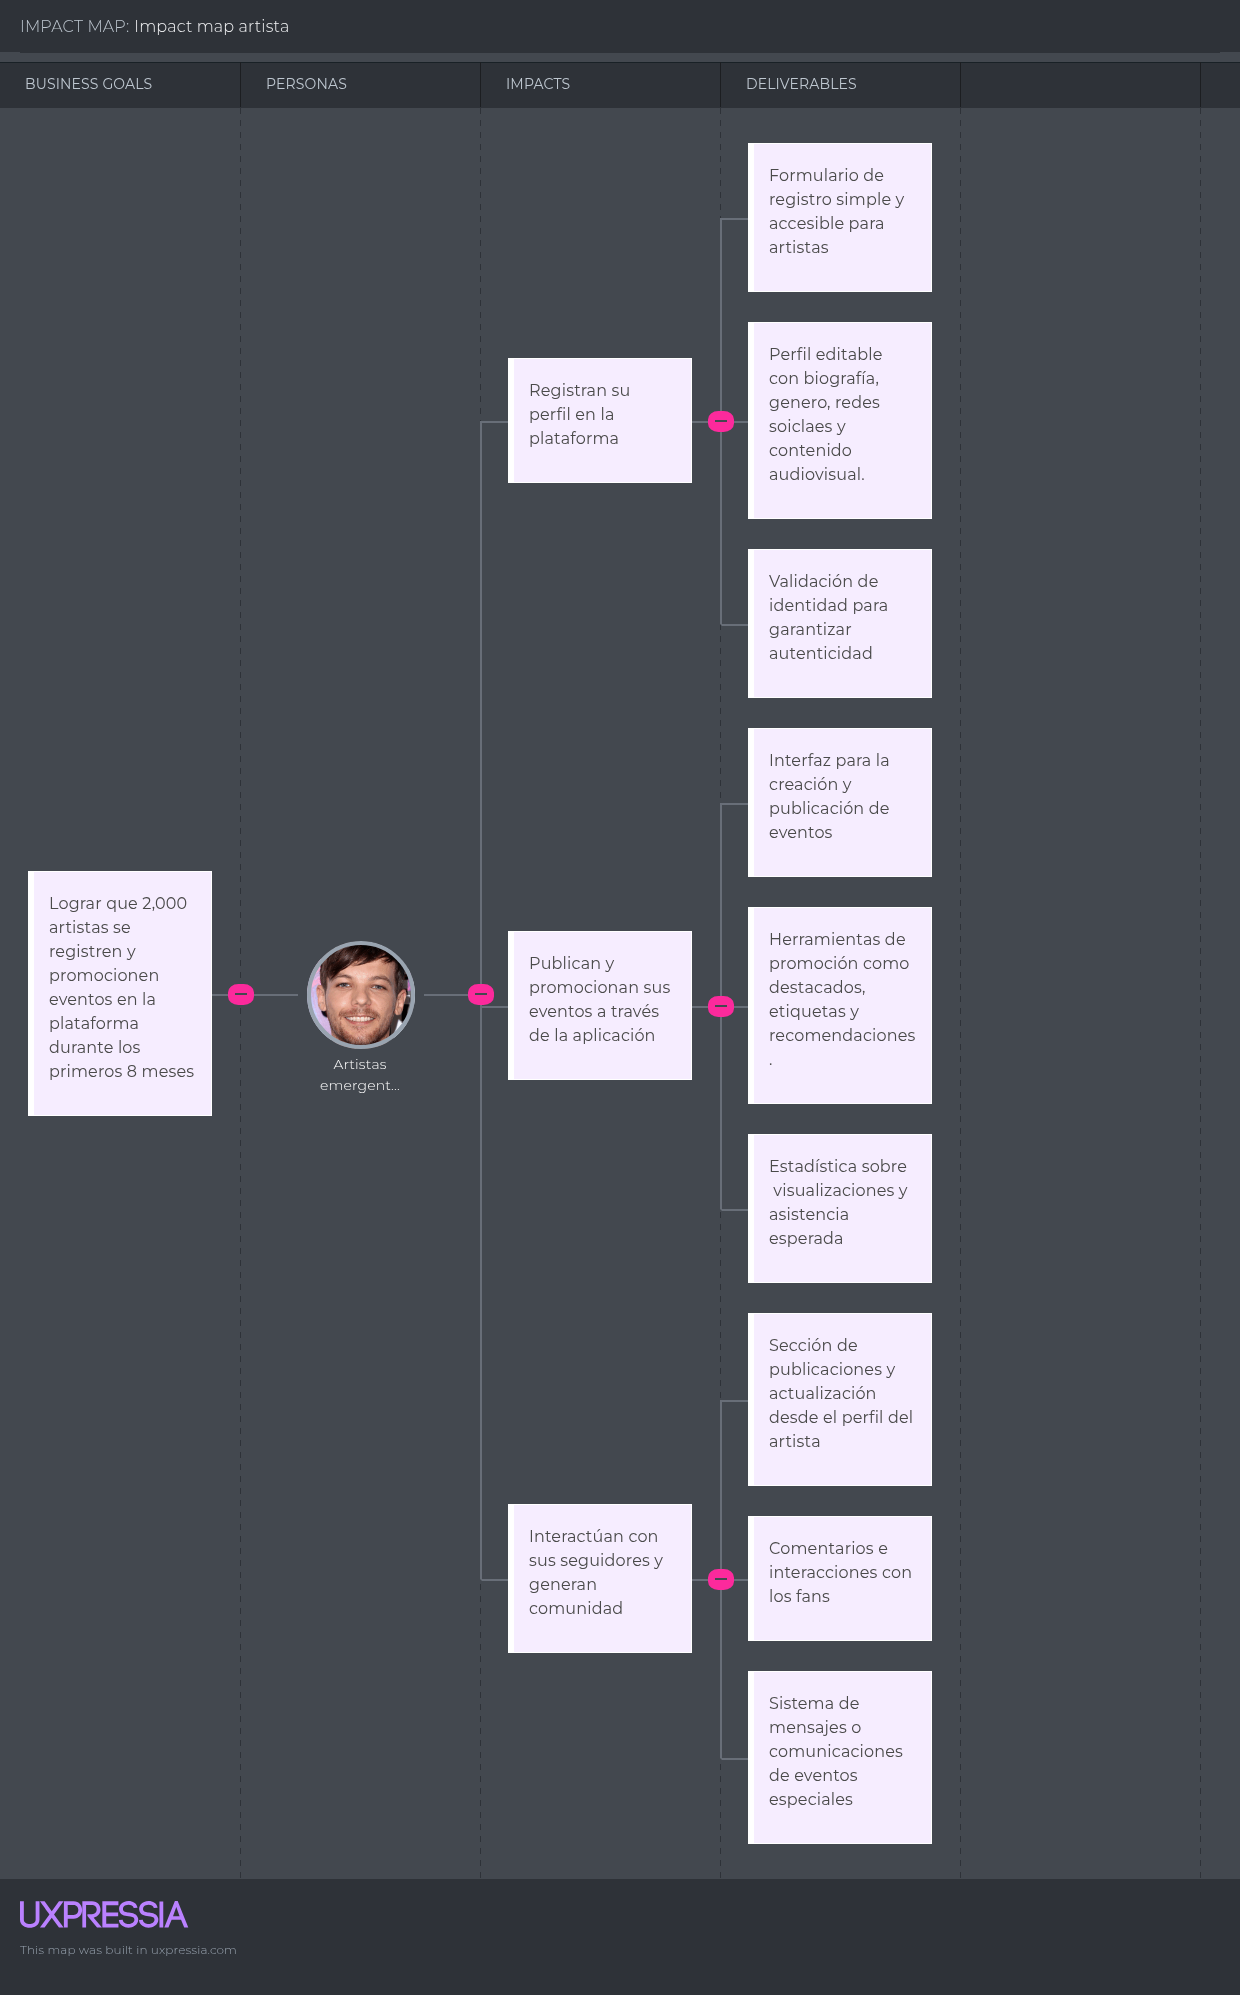 IMPACT MAP: Impact map artista
BUSINESS GOALS
PERSONAS
IMPACTS
DELIVERABLES
Lograr que 2,000
artistas se
registren y
promocionen
eventos en la
plataforma
durante los
primeros 8 meses
Artistas
emergent...
Registran su
perfil en la
plataforma
Formulario de
registro simple y
accesible para
artistas
Perfil editable
con biografía,
genero, redes
soiclaes y
contenido
audiovisual.
Validación de
identidad para
garantizar
autenticidad
Publican y
promocionan sus
eventos a través
de la aplicación
Interfaz para la
creación y
publicación de
eventos
Herramientas de
promoción como
destacados,
etiquetas y
recomendaciones
.
Estadística sobre
visualizaciones y
asistencia
esperada
Interactúan con
sus seguidores y
generan
comunidad
Sección de
publicaciones y
actualización
desde el perfil del
artista
Comentarios e
interacciones con
los fans
Sistema de
mensajes o
comunicaciones
de eventos
especiales
UXPRESSIA
This map was built in uxpressia.com